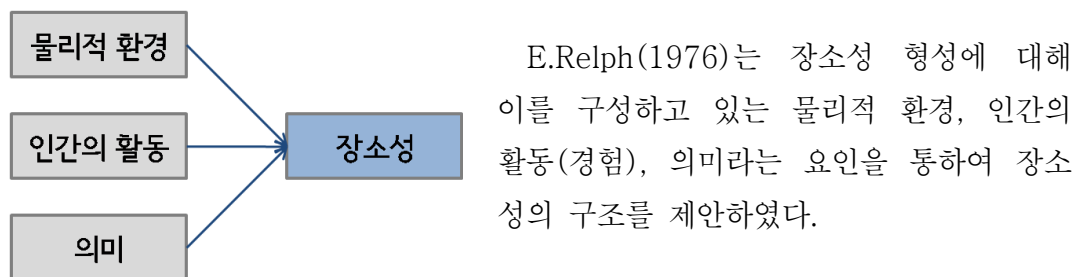 물리적 환경
인간의 활동
의미
장소성
E.Relph(1976)는 장소성 형성에 대해
이를 구성하고 있는 물리적 환경, 인간의
활동(경험), 의미라는 요인을 통하여 장소
성의 구조를 제안하였다.